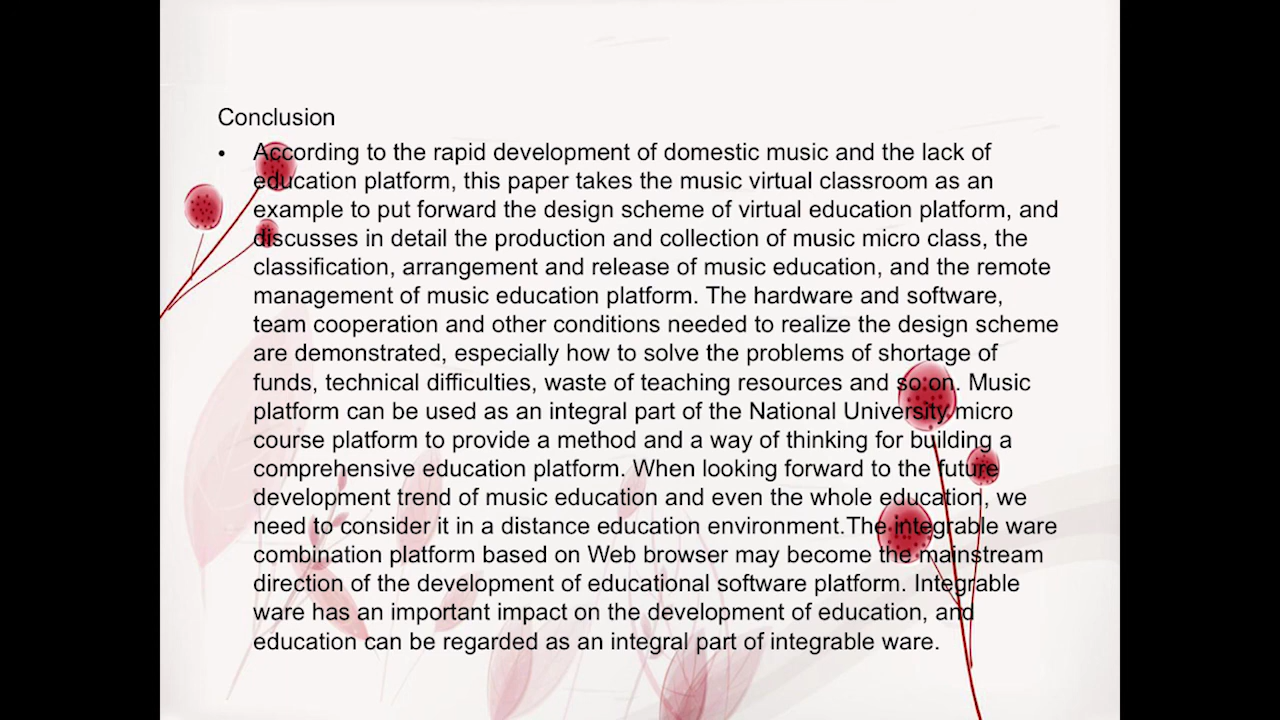 Conclusion
• According to the rapid development of domestic music and the lack of
education platform, this paper takes the music virtual classroom as an
example to put forward the design scheme of virtual education platform, and
discusses in detail the production and collection of music micro class, the
classification, arrangement and release of music education, and the remote
management of music education platform. The hardware and software,
team cooperation and other conditions needed to realize the design scheme
are demonstrated, especially how to solve the problems of shortage of
funds, technical difficulties, waste of teaching resources and so on. Music
platform can be used as an integral part of the National University micro
course platform to provide a method and a way of thinking for building a
comprehensive education platform. When looking forward to the future
development trend of music education and even the whole education, we
need to consider it in a distance education environment.The integrable ware
combination platform based on Web browser may become the mainstream
direction of the development of educational software platform. Integrable
ware has an important impact on the development of education, and
education can be regarded as an integral part of integrable ware.